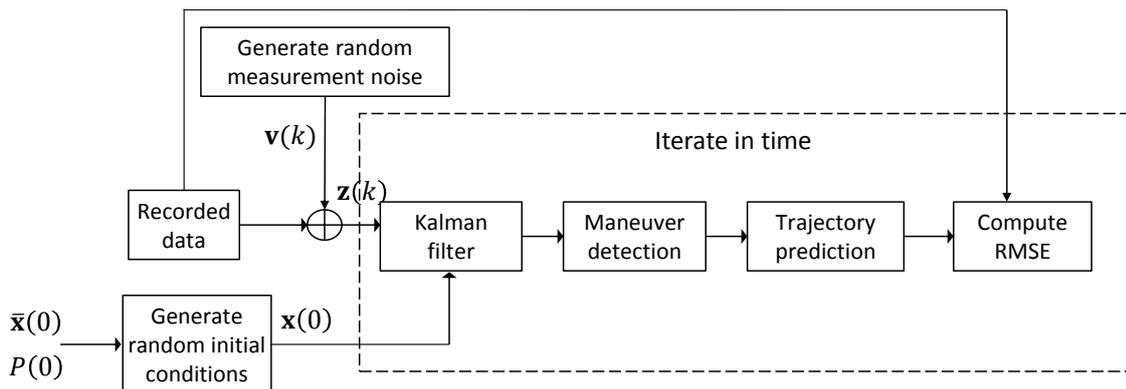 Generate random
measurement noise
𝐯(𝑘)
Iterate in time
𝐳(𝑘)
Recorded
data
Kalman
filter
Maneuver
detection
Trajectory
prediction
Compute
RMSE
𝐱̄(0)
𝑃(0)
Generate
random initial
conditions
𝐱(0)